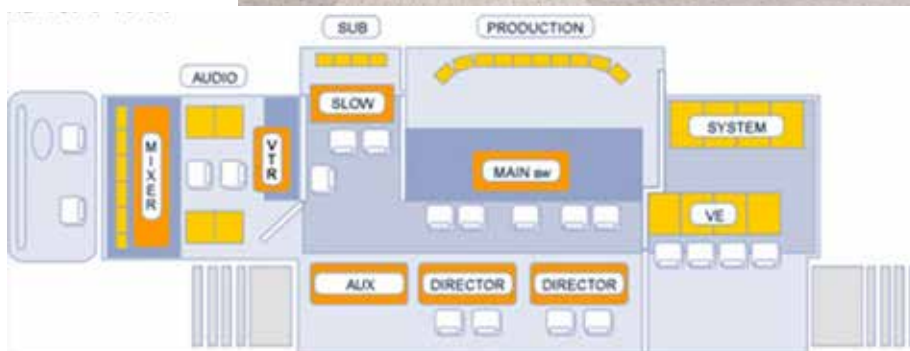 SUB
PRODUCTION
AUDIO
SLOW
SYSTEM
MIXER
VTR
MAIN SW
VE
AUX
DIRECTOR
DIRECTOR